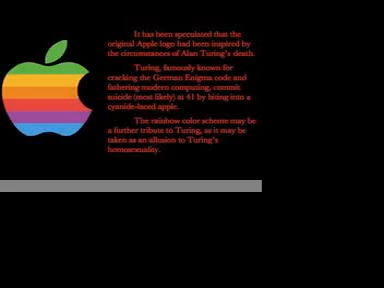 It has been speculated that the
original Apple logo had been inspired by
the circumstances of Alan Turing's death.
Turing, famously known for
cracking the German Enigma code and
fathering modern computing, commit
suicide (most likely) at 41 by biting into a
cyanide-laced apple.
The rainbow color scheme may be
a further tribute to Turing, as it may be
taken as an allusion to Turing's
homosexuality.